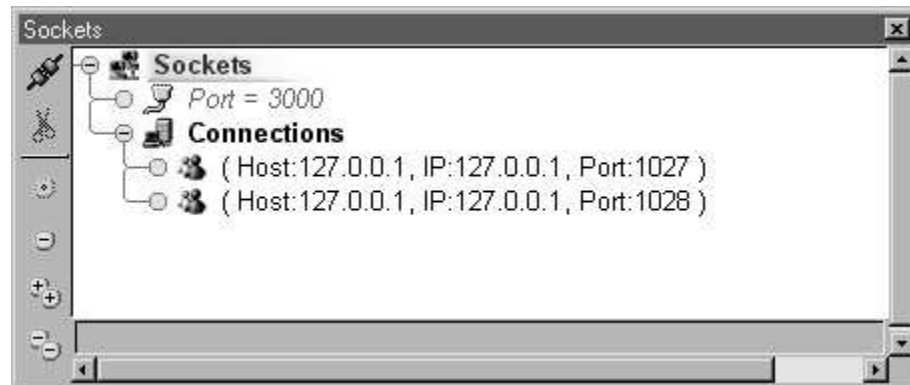 Sockets
Sockets
Port = 3000
Connections
( Host:127.0.0.1, IP:127.0.0.1, Port:1027 )
( Host:127.0.0.1, IP:127.0.0.1, Port:1028 )